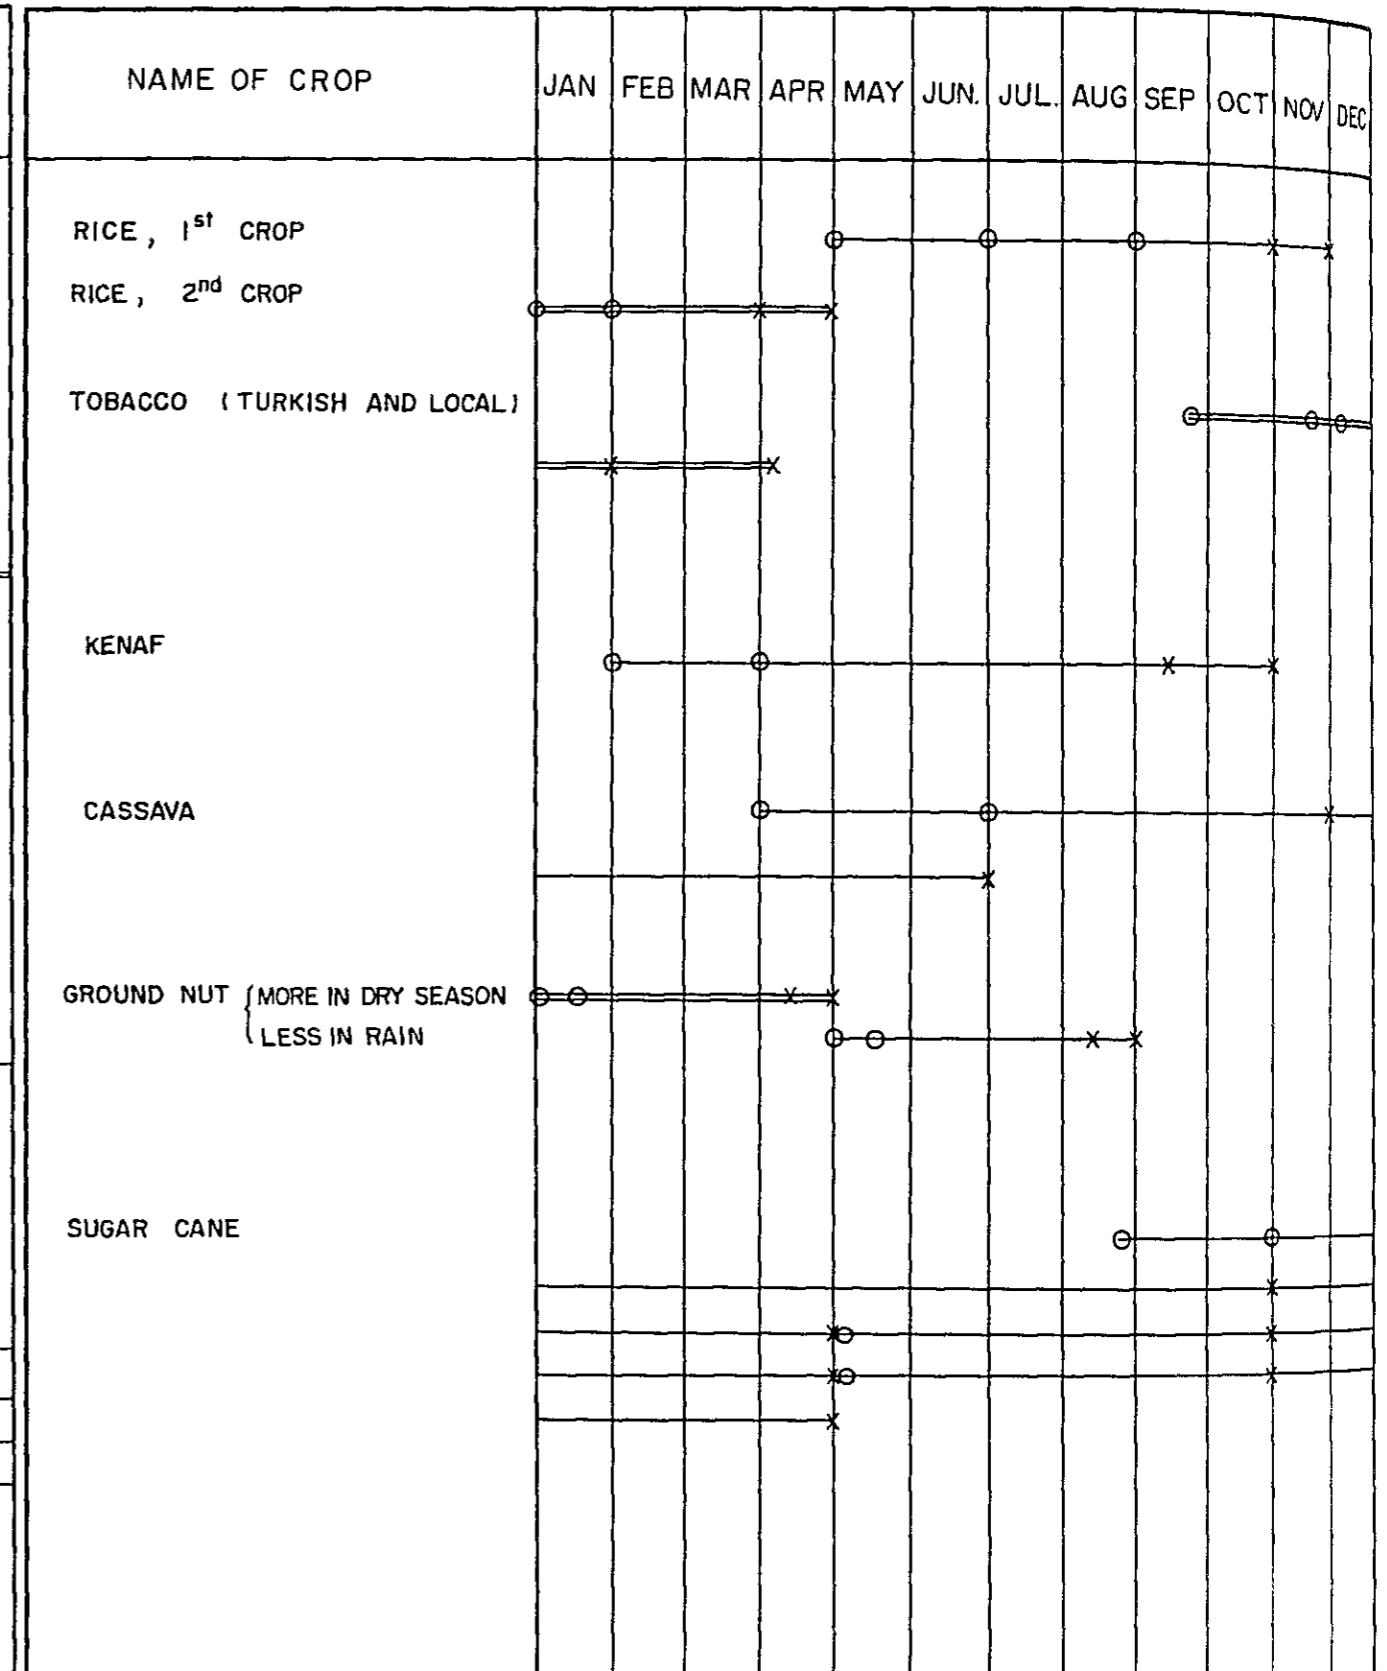 NAME OF CROP JAN FEB MAR APR MAY JUN. JUL. AUG SEP OCT NOV DEC
RICE, 1st CROP
RICE, 2nd CROP
TOBACCO (TURKISH AND LOCAL)
KENAF
CASSAVA
GROUND NUT { MORE IN DRY SEASON
LESS IN RAIN
SUGAR CANE